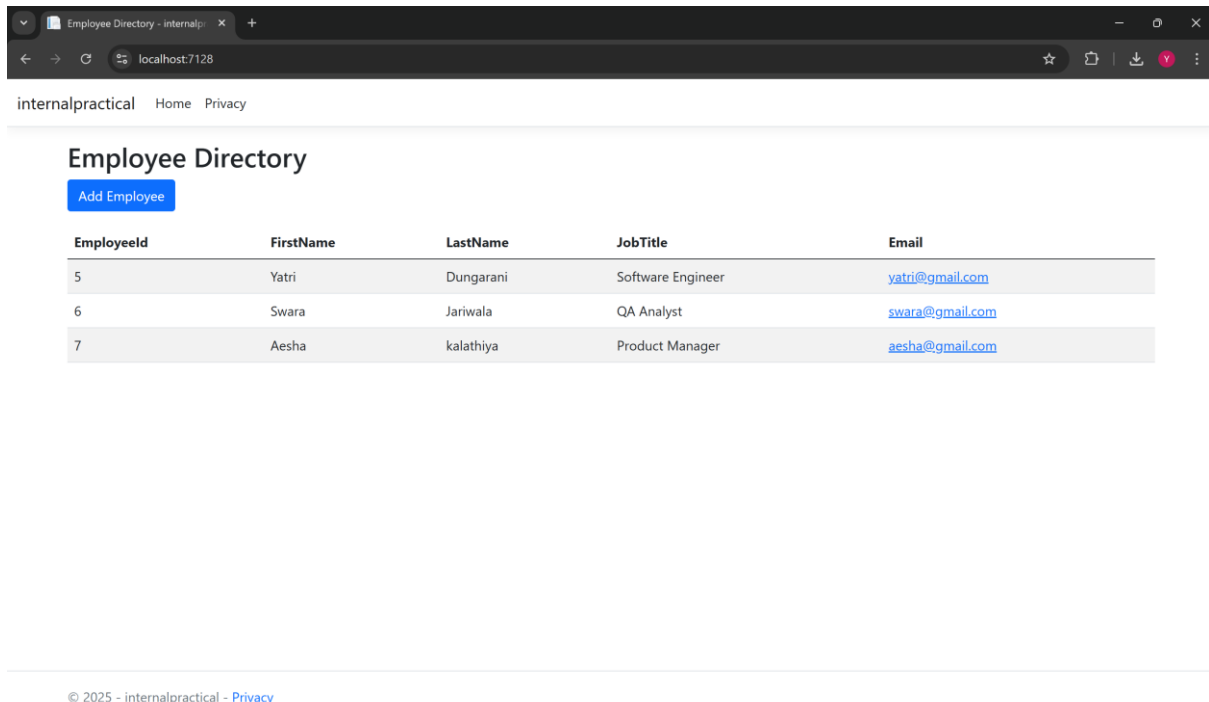 Employee Directory - internalpr
localhost:7128
Y
internalpractical Home Privacy
Employee Directory
Add Employee
EmployeeId FirstName LastName JobTitle Email
5 Yatri Dungarani Software Engineer yatri@gmail.com
6 Swara Jariwala QA Analyst swara@gmail.com
7 Aesha kalathiya Product Manager aesha@gmail.com
© 2025 - internalpractical - Privacy